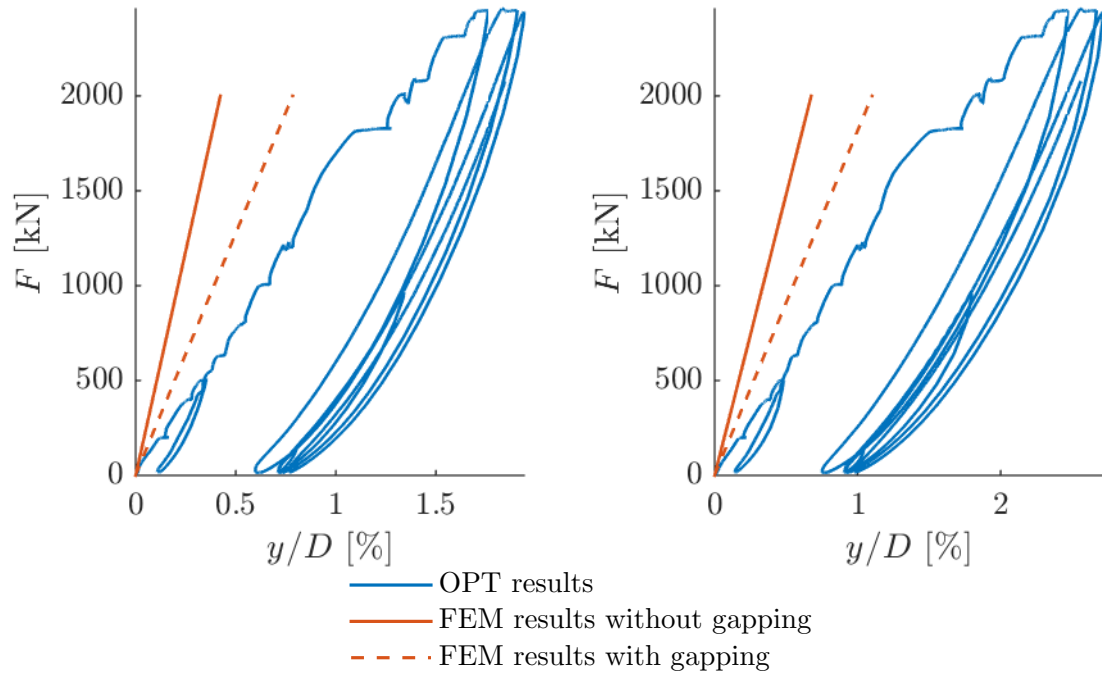 2000
1500
1000
500
0
F [kN]
0
0.5
1
1.5
y/D [%]
2000
1500
1000
500
0
F [kN]
0
1
2
y/D [%]
OPT results
FEM results without gapping
FEM results with gapping